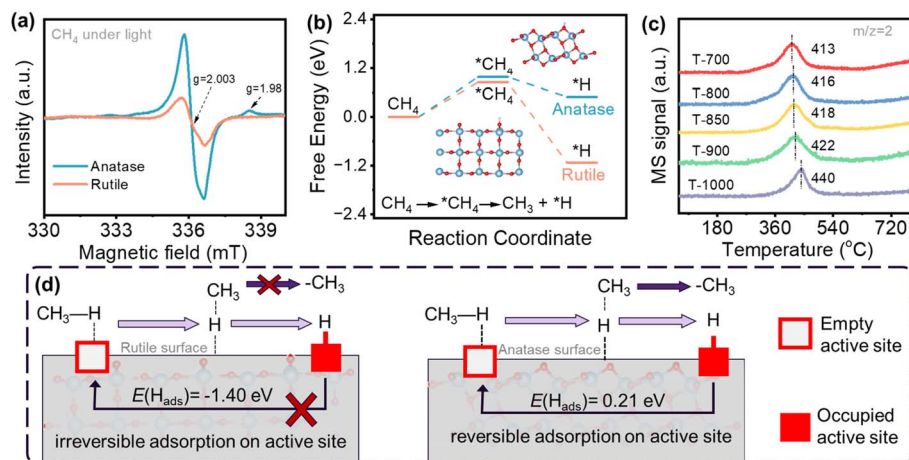 (a)
CH₄ under light
g=2.003
g=1.98
Anatase
Rutile
Intensity (a.u.)
330 333 336 339
Magnetic field (mT)
(b)
Free Energy (eV)
2.4
1.2
0.0
−1.2
−2.4
CH₄
*CH₄
*CH₄
*H
Anatase
*H
Rutile
CH₄→*CH₄→CH₃ + *H
Reaction Coordinate
(c)
m/z=2
MS signal (a.u.)
T-700 413
T-800 416
T-850 418
T-900 422
T-1000 440
180 360 540 720
Temperature (°C)
(d)
CH₃—H
CH₃
-CH₃
H
H
Rutile surface
E(Hads)= -1.40 eV
irreversible adsorption on active site
CH₃—H
CH₃
-CH₃
H
H
Anatase surface
E(Hads)= 0.21 eV
reversible adsorption on active site
Empty
active site
Occupied
active site